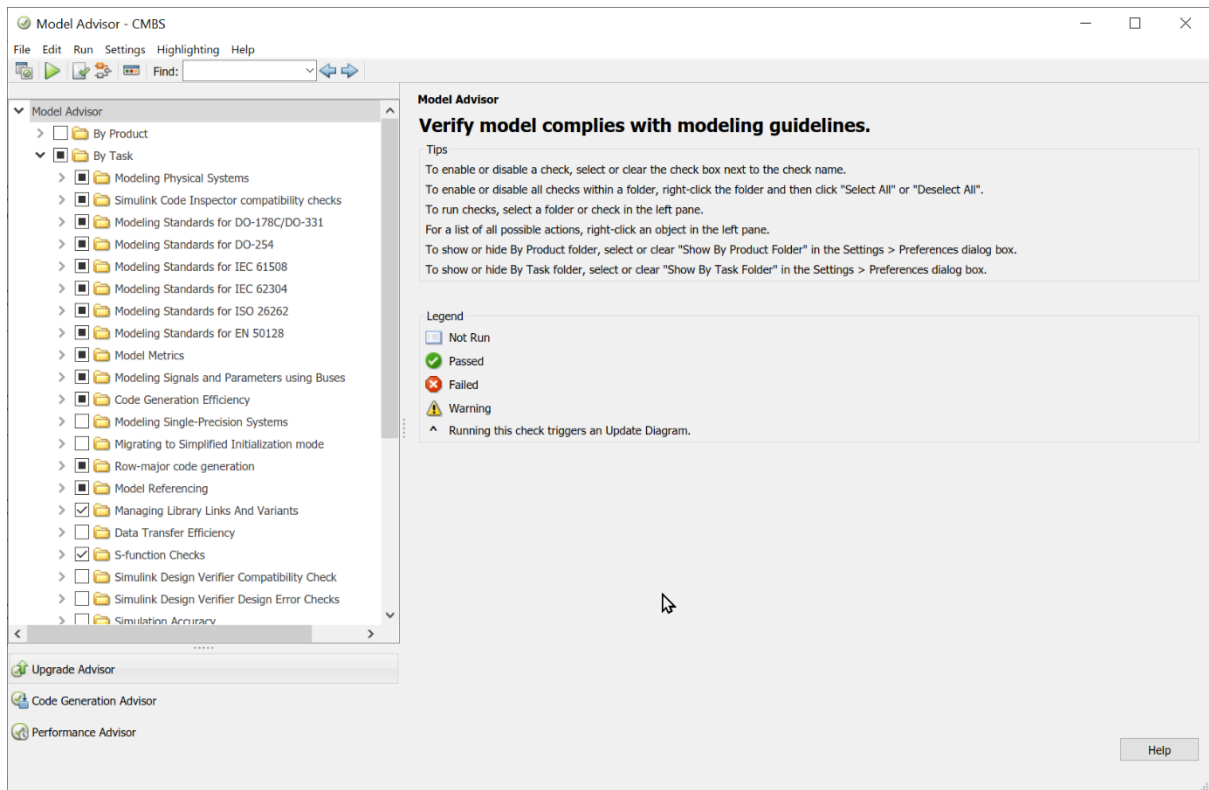 Model Advisor - CMBS
File Edit Run Settings Highlighting Help
Find:
Model Advisor
By Product
By Task
Modeling Physical Systems
Simulink Code Inspector compatibility checks
Modeling Standards for DO-178C/DO-331
Modeling Standards for DO-254
Modeling Standards for IEC 61508
Modeling Standards for IEC 62304
Modeling Standards for ISO 26262
Modeling Standards for EN 50128
Model Metrics
Modeling Signals and Parameters using Buses
Code Generation Efficiency
Modeling Single-Precision Systems
Migrating to Simplified Initialization mode
Row-major code generation
Model Referencing
Managing Library Links And Variants
Data Transfer Efficiency
S-function Checks
Simulink Design Verifier Compatibility Check
Simulink Design Verifier Design Error Checks
Simulation Accuracy
Upgrade Advisor
Code Generation Advisor
Performance Advisor
Model Advisor
Verify model complies with modeling guidelines.
Tips
To enable or disable a check, select or clear the check box next to the check name.
To enable or disable all checks within a folder, right-click the folder and then click "Select All" or "Deselect All".
To run checks, select a folder or check in the left pane.
For a list of all possible actions, right-click an object in the left pane.
To show or hide By Product folder, select or clear "Show By Product Folder" in the Settings > Preferences dialog box.
To show or hide By Task folder, select or clear "Show By Task Folder" in the Settings > Preferences dialog box.
Legend
Not Run
Passed
Failed
Warning
^ Running this check triggers an Update Diagram.
Help